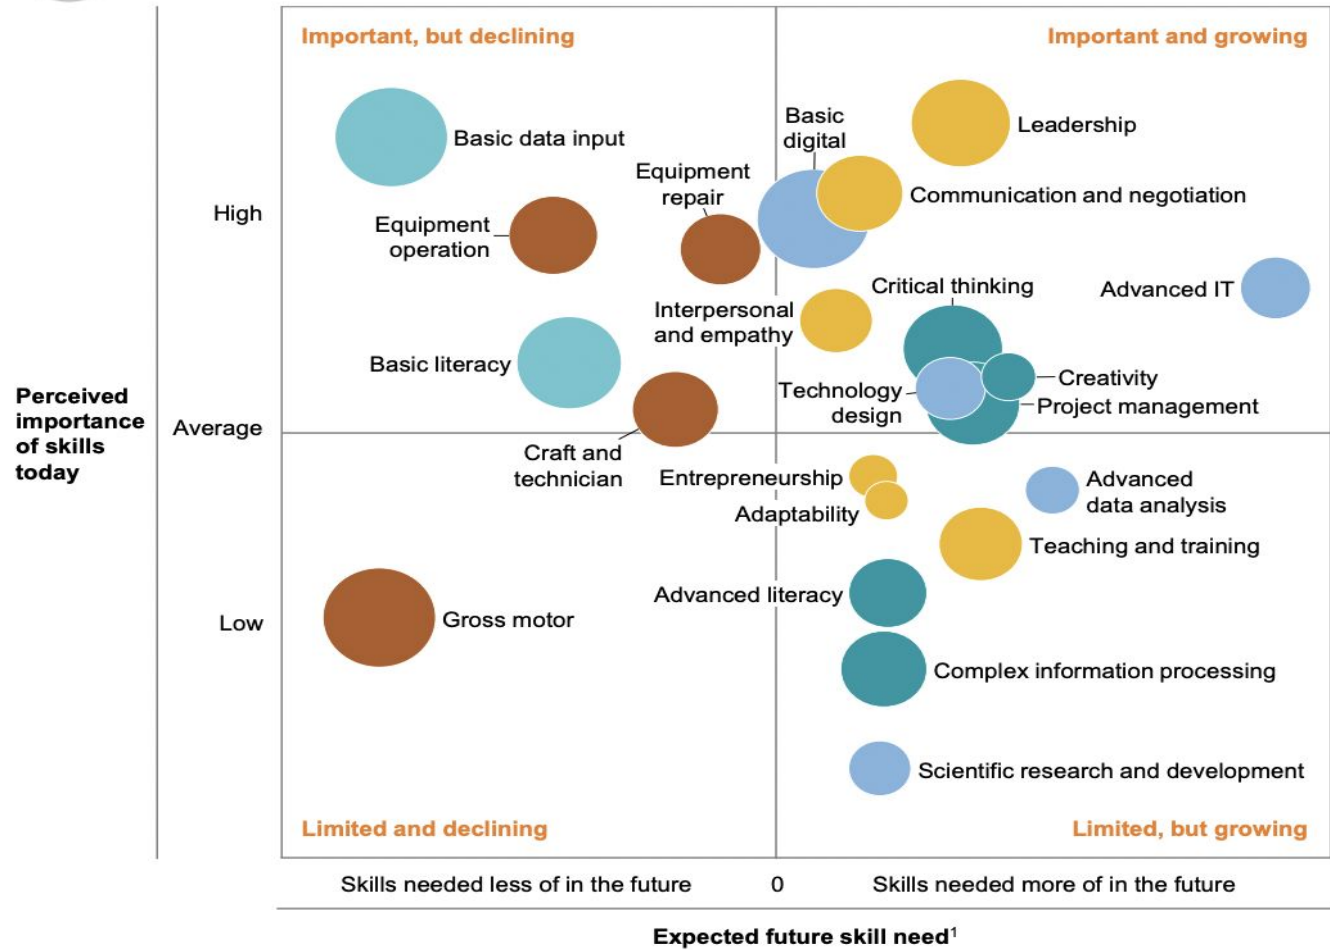 Important, but declining
Important and growing
Basic data input
Basic
digital
Leadership
Equipment
repair
Communication and negotiation
High
Equipment
operation
Critical thinking
Advanced IT
Interpersonal
and empathy
Basic literacy
Technology
design
Creativity
Project management
Perceived
importance
of skills
today
Average
Craft and
technician
Entrepreneurship
Adaptability
Advanced
data analysis
Teaching and training
Advanced literacy
Low
Gross motor
Complex information processing
Scientific research and development
Limited and declining
Limited, but growing
Skills needed less of in the future
0
Skills needed more of in the future
Expected future skill need¹